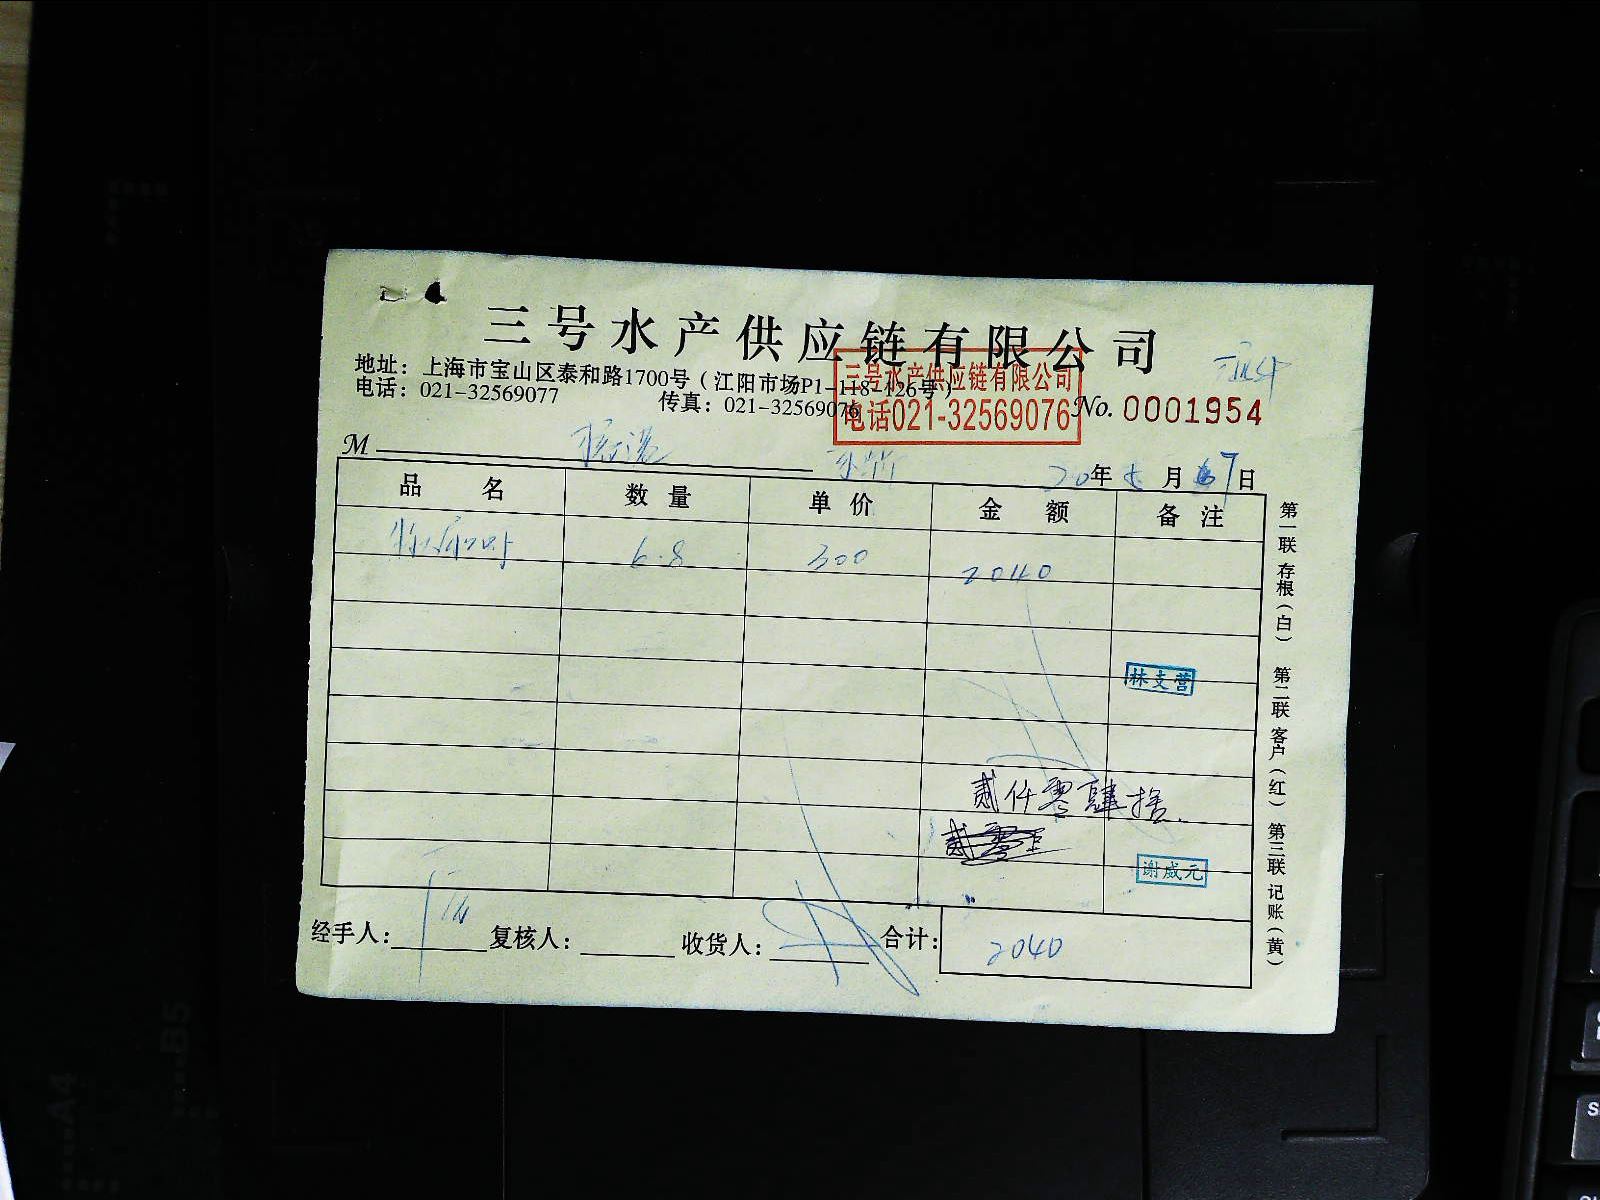 三号水产供应链有限公司
地址：上海市宝山区泰和路1700号（江阳市场P1-118-126号）
电话：021-32569077 传真：021-32569076
三号水产供应链有限公司
电话021-32569076
No. 0001954
M
20年 七 月 7日
品 名 数 量 单 价 金 额 备 注
6.8 300 2040
林支营
贰仟零肆拾
谢威元
经手人： 复核人： 收货人： 合计： 2040
第一联 存根（白） 第二联 客户（红） 第三联 记账（黄）